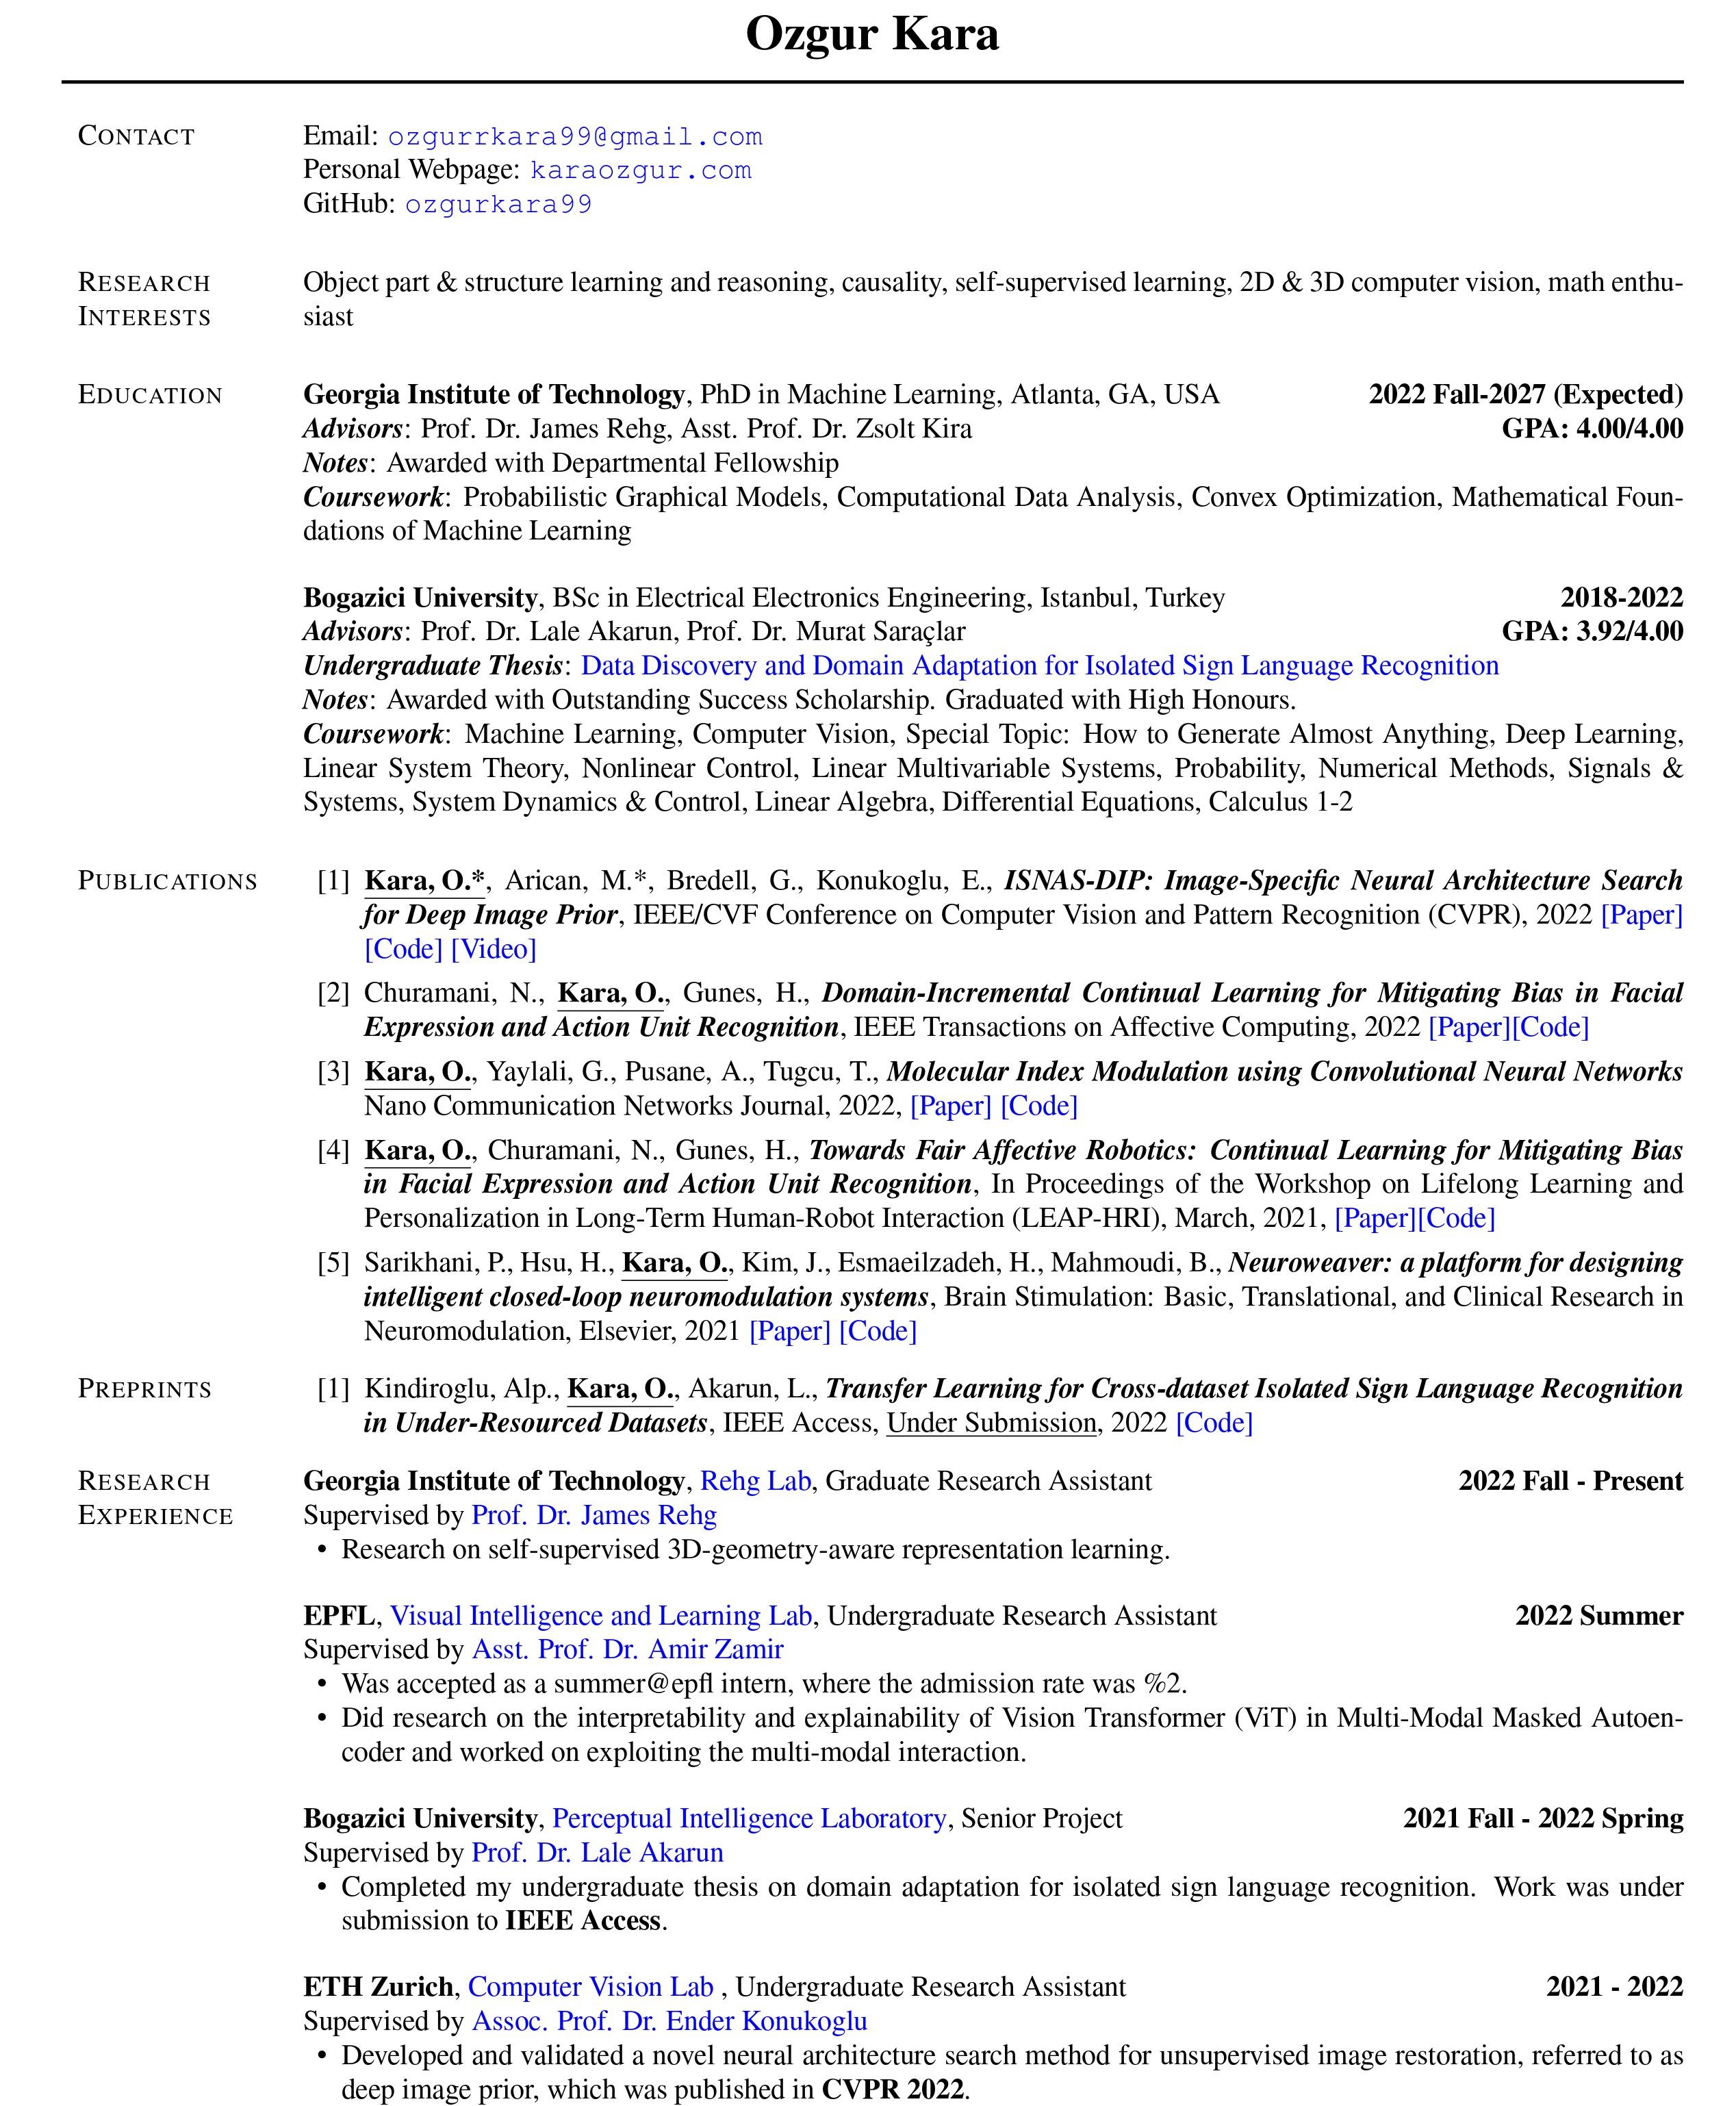 Ozgur Kara
CONTACT
Email: ozgurrkara99@gmail.com
Personal Webpage: karaozgur.com
GitHub: ozgurkara99
RESEARCH
INTERESTS
Object part & structure learning and reasoning, causality, self-supervised learning, 2D & 3D computer vision, math enthu-
siast
EDUCATION
Georgia Institute of Technology, PhD in Machine Learning, Atlanta, GA, USA 2022 Fall-2027 (Expected)
Advisors: Prof. Dr. James Rehg, Asst. Prof. Dr. Zsolt Kira GPA: 4.00/4.00
Notes: Awarded with Departmental Fellowship
Coursework: Probabilistic Graphical Models, Computational Data Analysis, Convex Optimization, Mathematical Foun-
dations of Machine Learning
Bogazici University, BSc in Electrical Electronics Engineering, Istanbul, Turkey 2018-2022
Advisors: Prof. Dr. Lale Akarun, Prof. Dr. Murat Saraçlar GPA: 3.92/4.00
Undergraduate Thesis: Data Discovery and Domain Adaptation for Isolated Sign Language Recognition
Notes: Awarded with Outstanding Success Scholarship. Graduated with High Honours.
Coursework: Machine Learning, Computer Vision, Special Topic: How to Generate Almost Anything, Deep Learning,
Linear System Theory, Nonlinear Control, Linear Multivariable Systems, Probability, Numerical Methods, Signals &
Systems, System Dynamics & Control, Linear Algebra, Differential Equations, Calculus 1-2
PUBLICATIONS
[1] Kara, O.*, Arican, M.*, Bredell, G., Konukoglu, E., ISNAS-DIP: Image-Specific Neural Architecture Search
for Deep Image Prior, IEEE/CVF Conference on Computer Vision and Pattern Recognition (CVPR), 2022 [Paper]
[Code] [Video]
[2] Churamani, N., Kara, O., Gunes, H., Domain-Incremental Continual Learning for Mitigating Bias in Facial
Expression and Action Unit Recognition, IEEE Transactions on Affective Computing, 2022 [Paper][Code]
[3] Kara, O., Yaylali, G., Pusane, A., Tugcu, T., Molecular Index Modulation using Convolutional Neural Networks
Nano Communication Networks Journal, 2022, [Paper] [Code]
[4] Kara, O., Churamani, N., Gunes, H., Towards Fair Affective Robotics: Continual Learning for Mitigating Bias
in Facial Expression and Action Unit Recognition, In Proceedings of the Workshop on Lifelong Learning and
Personalization in Long-Term Human-Robot Interaction (LEAP-HRI), March, 2021, [Paper][Code]
[5] Sarikhani, P., Hsu, H., Kara, O., Kim, J., Esmaeilzadeh, H., Mahmoudi, B., Neuroweaver: a platform for designing
intelligent closed-loop neuromodulation systems, Brain Stimulation: Basic, Translational, and Clinical Research in
Neuromodulation, Elsevier, 2021 [Paper] [Code]
PREPRINTS
[1] Kindiroglu, Alp., Kara, O., Akarun, L., Transfer Learning for Cross-dataset Isolated Sign Language Recognition
in Under-Resourced Datasets, IEEE Access, Under Submission, 2022 [Code]
RESEARCH
EXPERIENCE
Georgia Institute of Technology, Rehg Lab, Graduate Research Assistant 2022 Fall - Present
Supervised by Prof. Dr. James Rehg
• Research on self-supervised 3D-geometry-aware representation learning.
EPFL, Visual Intelligence and Learning Lab, Undergraduate Research Assistant 2022 Summer
Supervised by Asst. Prof. Dr. Amir Zamir
• Was accepted as a summer@epfl intern, where the admission rate was %2.
• Did research on the interpretability and explainability of Vision Transformer (ViT) in Multi-Modal Masked Autoen-
coder and worked on exploiting the multi-modal interaction.
Bogazici University, Perceptual Intelligence Laboratory, Senior Project 2021 Fall - 2022 Spring
Supervised by Prof. Dr. Lale Akarun
• Completed my undergraduate thesis on domain adaptation for isolated sign language recognition. Work was under
submission to IEEE Access.
ETH Zurich, Computer Vision Lab , Undergraduate Research Assistant 2021 - 2022
Supervised by Assoc. Prof. Dr. Ender Konukoglu
• Developed and validated a novel neural architecture search method for unsupervised image restoration, referred to as
deep image prior, which was published in CVPR 2022.